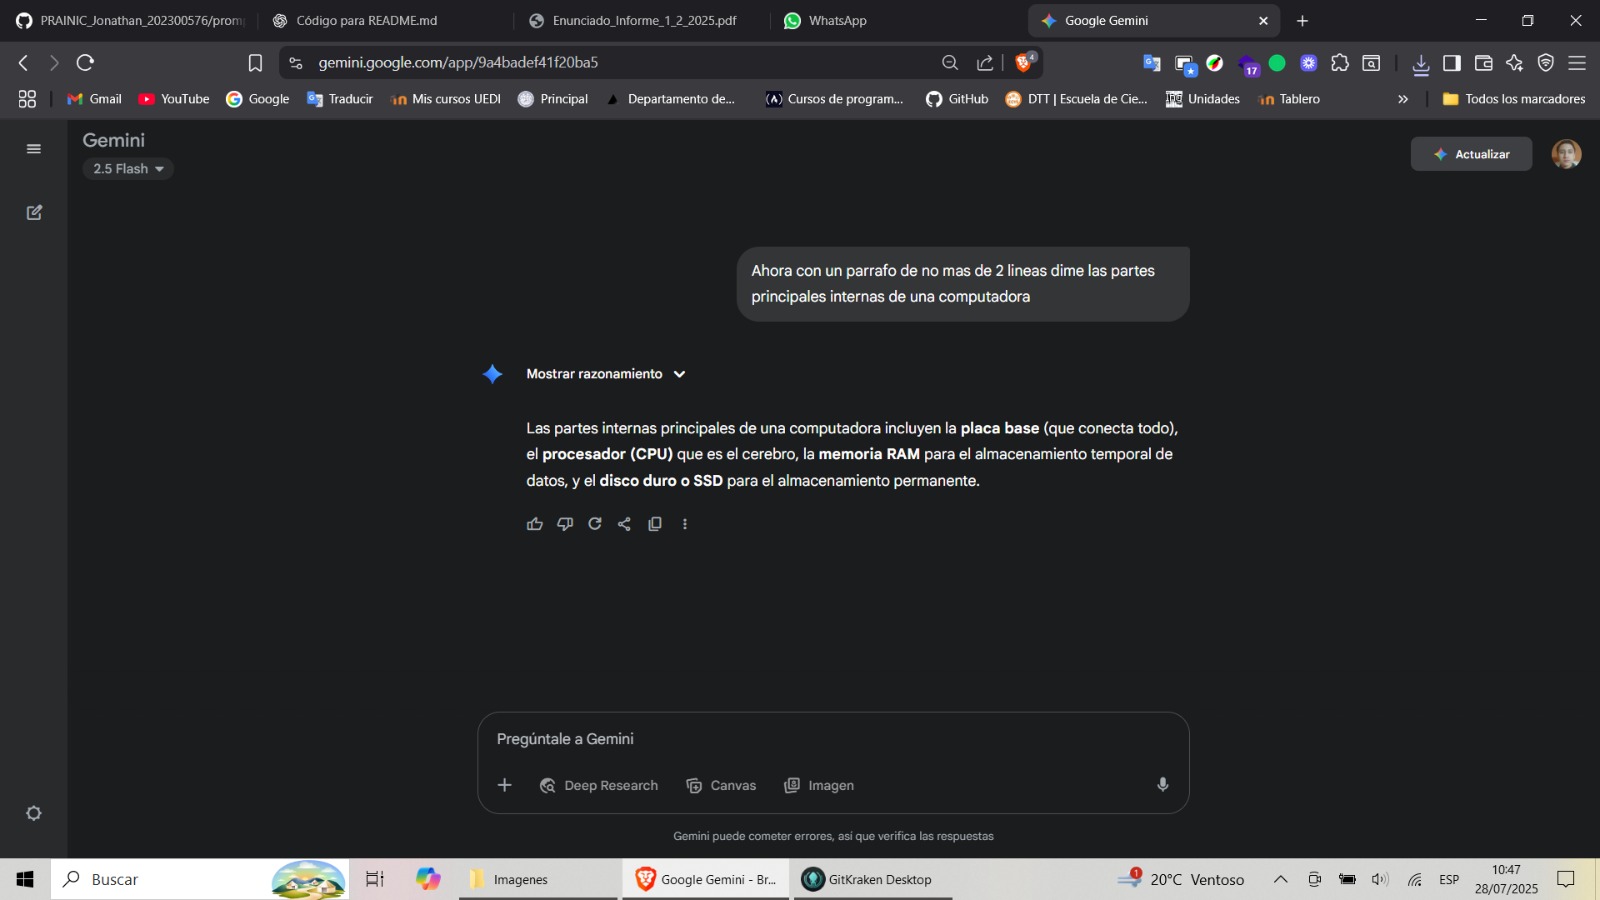 PRAINIC_Jonathan_202300576/prom
Código para README.md
Enunciado_Informe_1_2_2025.pdf
WhatsApp
Google Gemini
gemini.google.com/app/9a4badef41f20ba5
4
17
Gmail
YouTube
Google
Traducir
Mis cursos UEDI
Principal
Departamento de...
Cursos de program...
GitHub
DTT | Escuela de Cie...
Unidades
Tablero
Todos los marcadores
Gemini
2.5 Flash
Actualizar
Ahora con un parrafo de no mas de 2 lineas dime las partes
principales internas de una computadora
Mostrar razonamiento
Las partes internas principales de una computadora incluyen la placa base (que conecta todo),
el procesador (CPU) que es el cerebro, la memoria RAM para el almacenamiento temporal de
datos, y el disco duro o SSD para el almacenamiento permanente.
Pregúntale a Gemini
Deep Research
Canvas
Imagen
Gemini puede cometer errores, así que verifica las respuestas
Buscar
Imagenes
Google Gemini - Br...
GitKraken Desktop
1
20°C Ventoso
ESP
10:47
28/07/2025